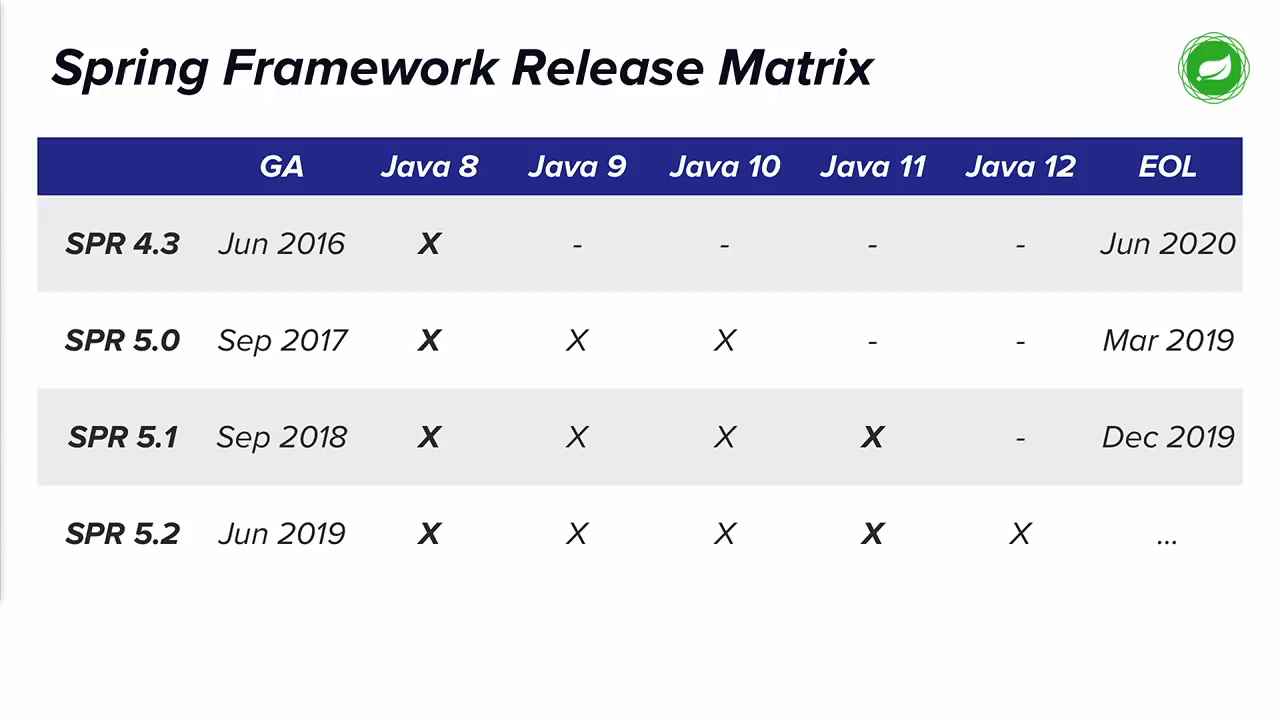 Spring Framework Release Matrix
GA Java 8 Java 9 Java 10 Java 11 Java 12 EOL
SPR 4.3 Jun 2016 X - - - - Jun 2020
SPR 5.0 Sep 2017 X X X - - Mar 2019
SPR 5.1 Sep 2018 X X X X - Dec 2019
SPR 5.2 Jun 2019 X X X X X ...